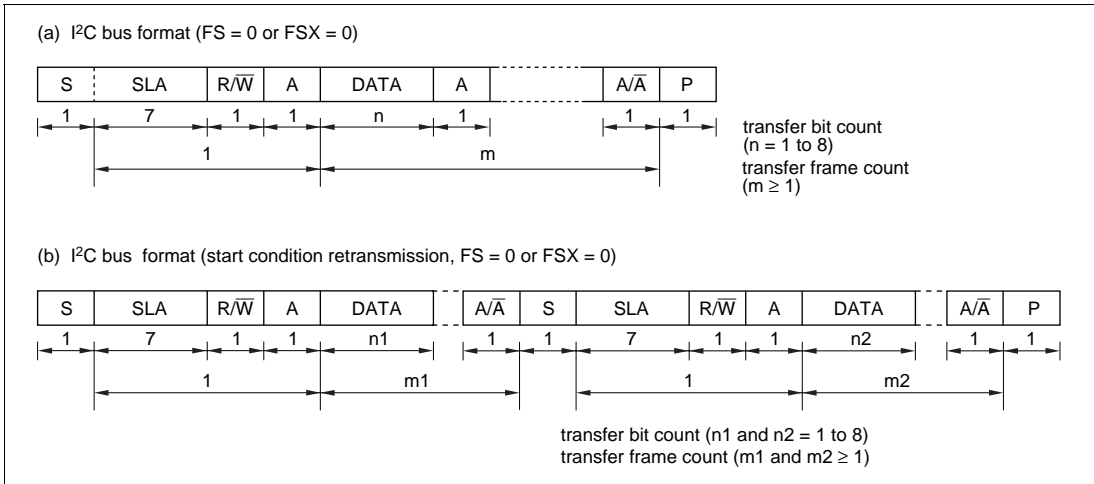 (a) I²C bus format (FS = 0 or FSX = 0)
S SLA R/W̅ A DATA A A/A̅ P
1 7 1 1 n 1 1 1
1 m
transfer bit count
(n = 1 to 8)
transfer frame count
(m ≥ 1)
(b) I²C bus format (start condition retransmission, FS = 0 or FSX = 0)
S SLA R/W̅ A DATA A/A̅ S SLA R/W̅ A DATA A/A̅ P
1 7 1 1 n1 1 1 7 1 1 n2 1 1
1 m1 1 m2
transfer bit count (n1 and n2 = 1 to 8)
transfer frame count (m1 and m2 ≥ 1)